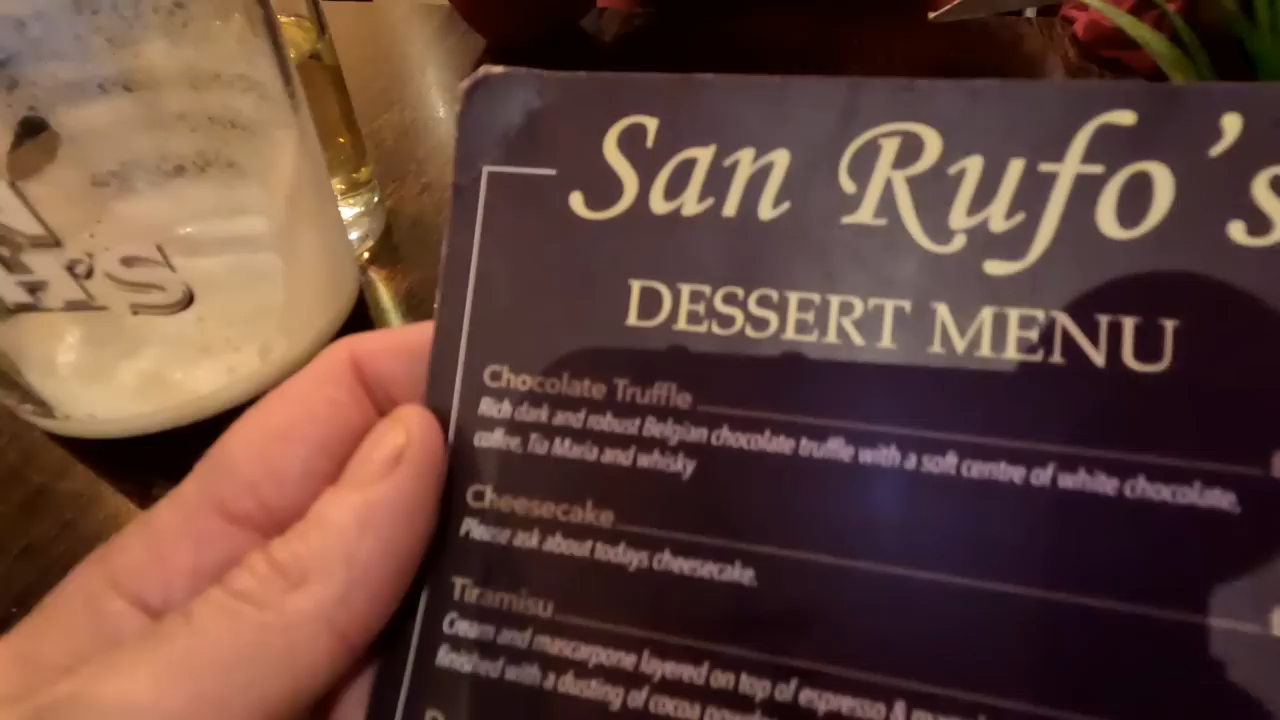 San Rufo's
DESSERT MENU
Chocolate Truffle
Rich dark and robust Belgian chocolate truffle with a soft centre of white chocolate,
coffee, Tia Maria and whisky
Cheesecake
Please ask about todays cheesecake.
Tiramisu
Cream and mascarpone layered on top of espresso &
finished with a dusting of cocoa powder
H'S